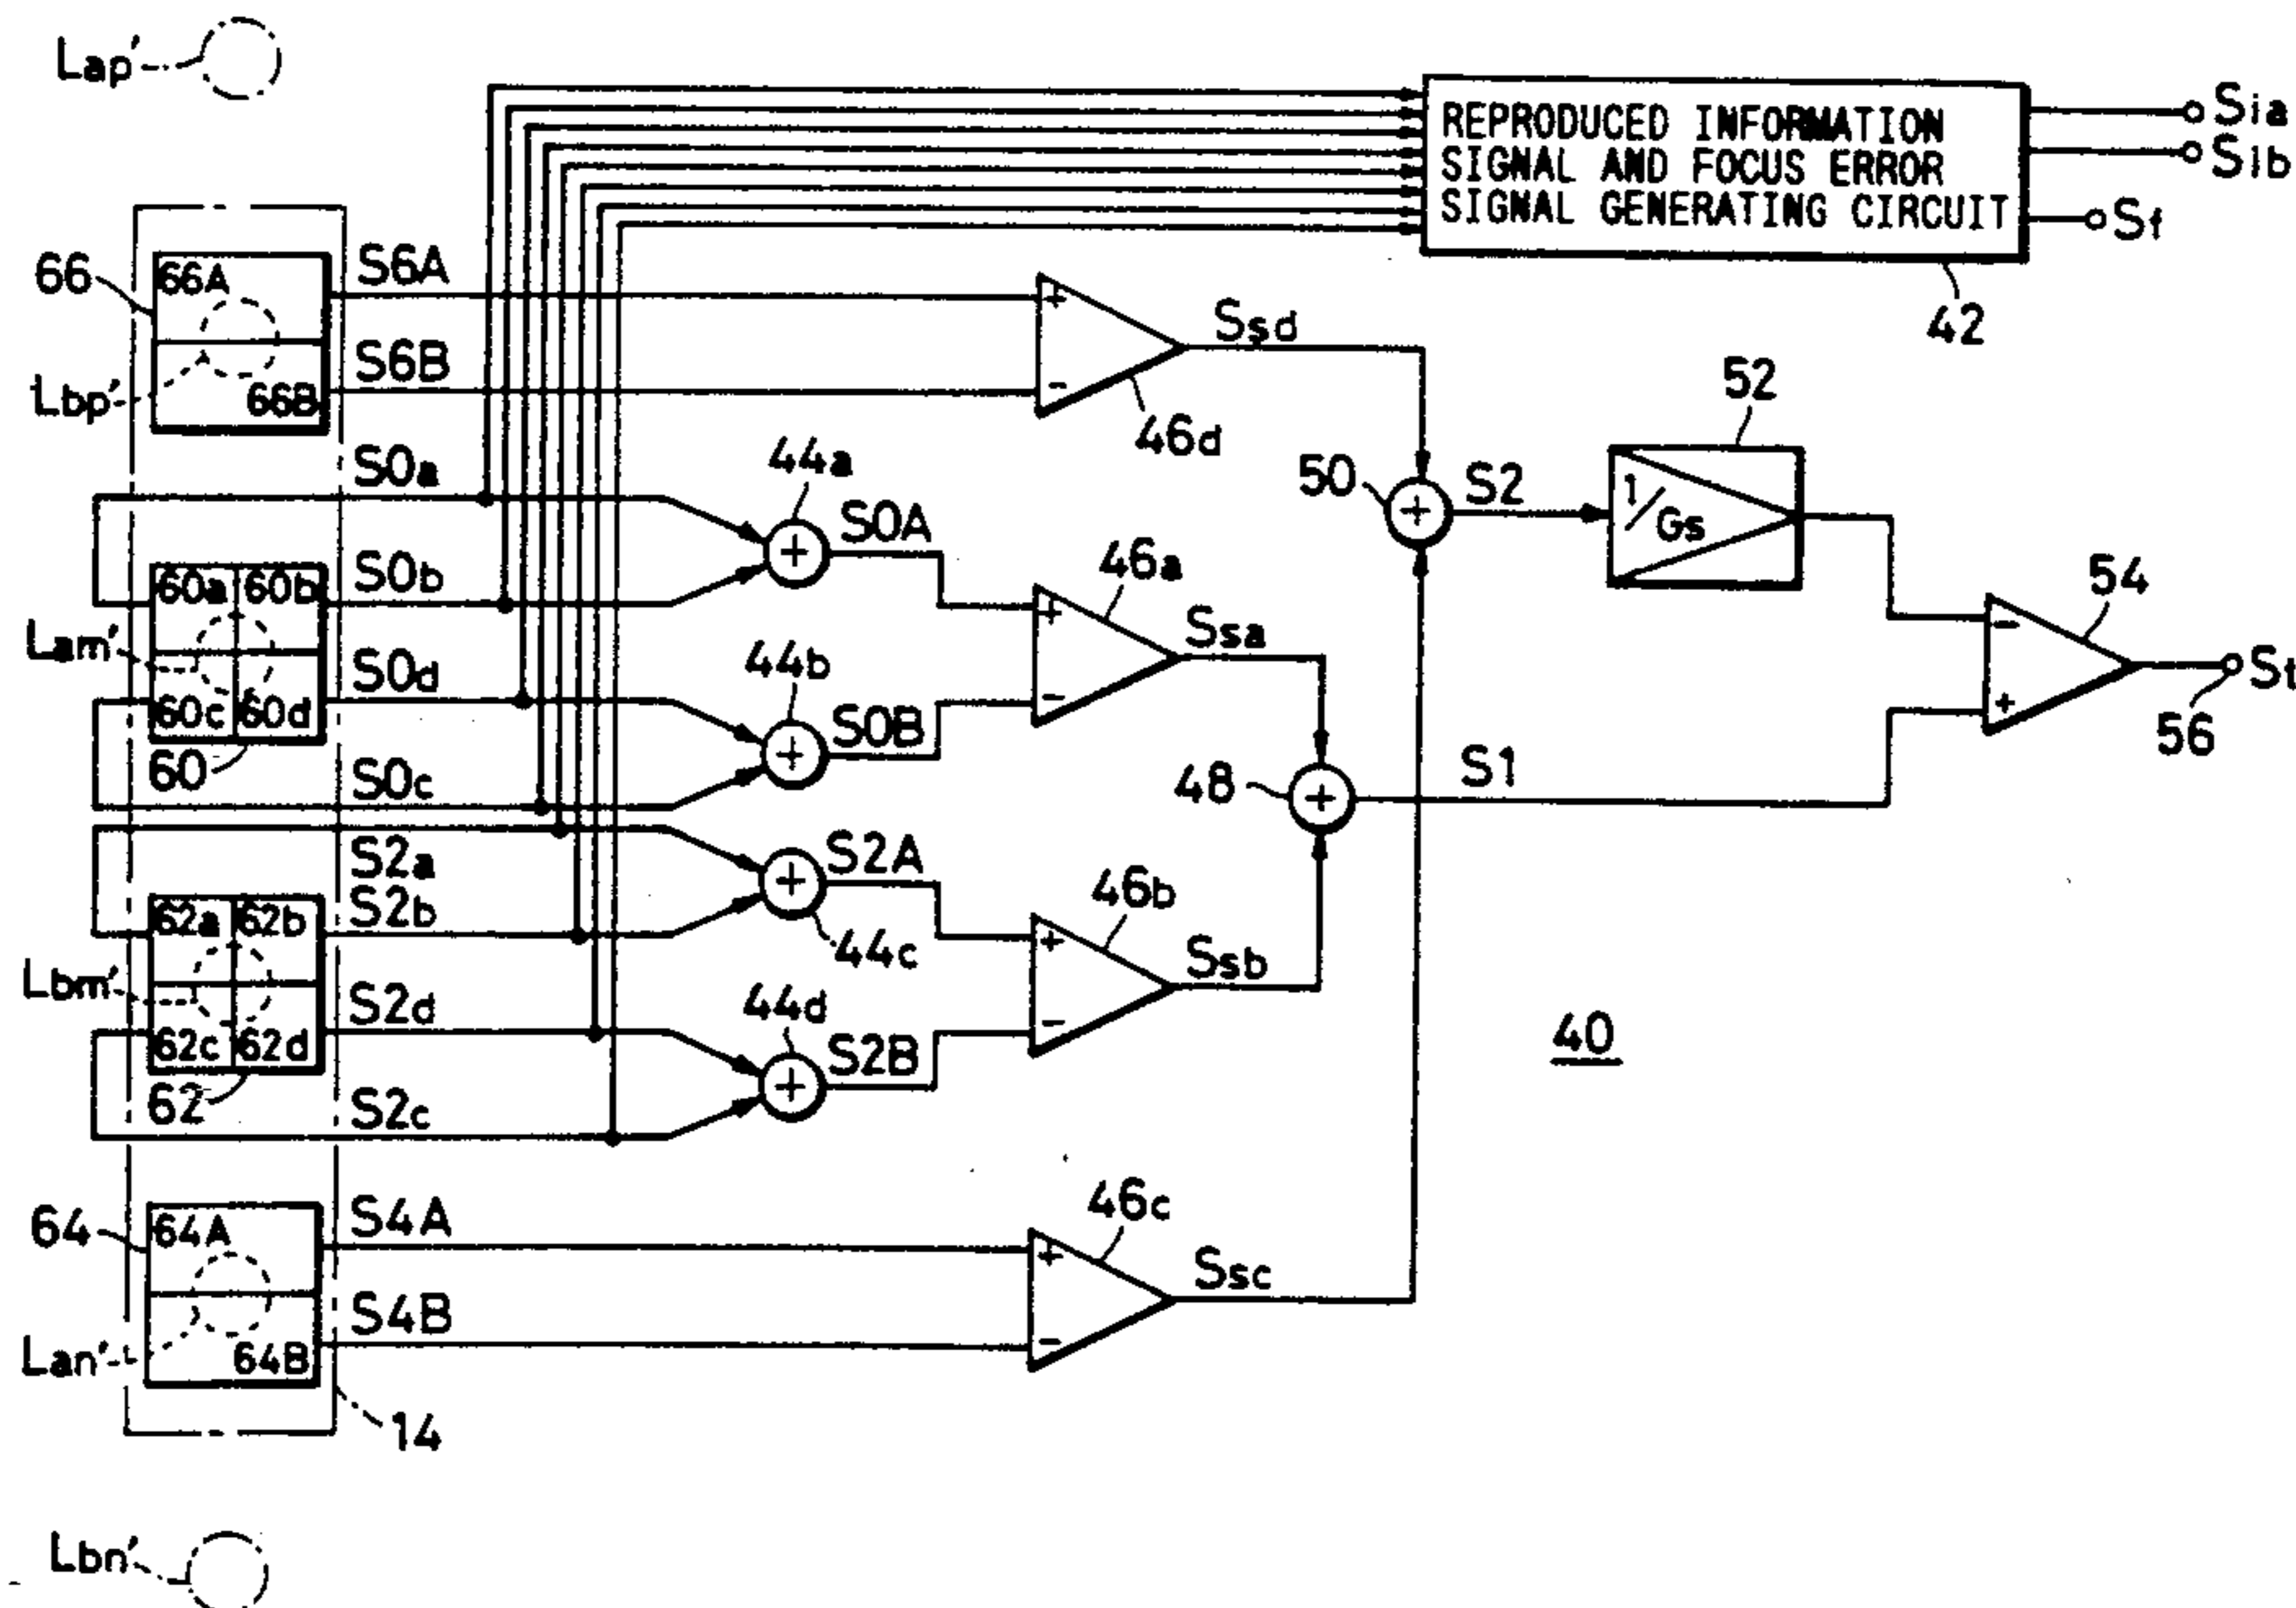 Lap'
REPRODUCED INFORMATION
SIGNAL AND FOCUS ERROR
SIGNAL GENERATING CIRCUIT
Sia
Sib
Sf
42
66
66A
66B
S6A
S6B
Lbp'
+
-
Ssd
46d
52
S0a
44a
+
S0A
50
+
S2
1/Gs
60a
60b
60c
60d
S0b
Lam'
S0d
60
S0c
44b
+
S0B
46a
+
-
Ssa
54
-
+
St
56
48
+
S1
S2a
S2b
S2A
+
44c
62a
62b
62c
62d
Lbm'
S2d
62
S2c
44d
+
S2B
46b
+
-
Ssb
40
64
64A
64B
S4A
S4B
Lan'
46c
+
-
Ssc
14
Lbn'